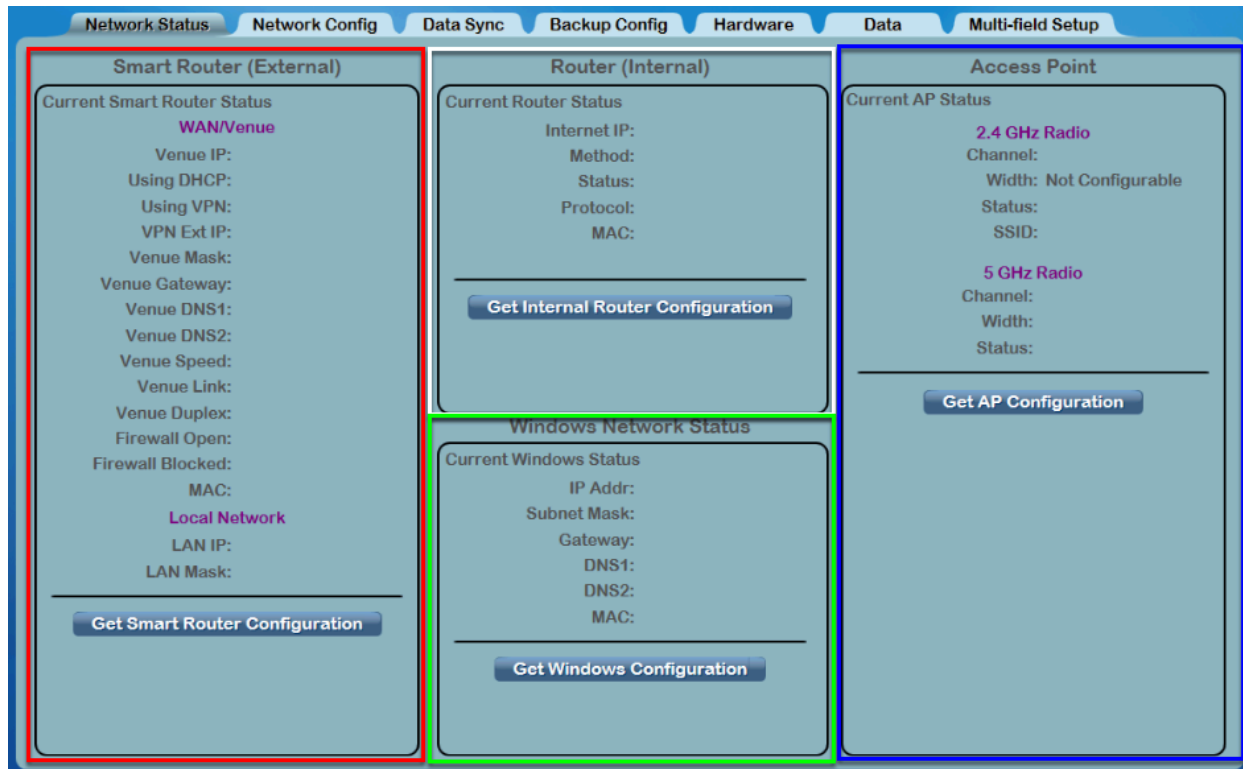 Network Status
Network Config
Data Sync
Backup Config
Hardware
Data
Multi-field Setup
Smart Router (External)
Current Smart Router Status
WAN/Venue
Venue IP:
Using DHCP:
Using VPN:
VPN Ext IP:
Venue Mask:
Venue Gateway:
Venue DNS1:
Venue DNS2:
Venue Speed:
Venue Link:
Venue Duplex:
Firewall Open:
Firewall Blocked:
MAC:
Local Network
LAN IP:
LAN Mask:
Get Smart Router Configuration
Router (Internal)
Current Router Status
Internet IP:
Method:
Status:
Protocol:
MAC:
Get Internal Router Configuration
Windows Network Status
Current Windows Status
IP Addr:
Subnet Mask:
Gateway:
DNS1:
DNS2:
MAC:
Get Windows Configuration
Access Point
Current AP Status
2.4 GHz Radio
Channel:
Width: Not Configurable
Status:
SSID:
5 GHz Radio
Channel:
Width:
Status:
Get AP Configuration